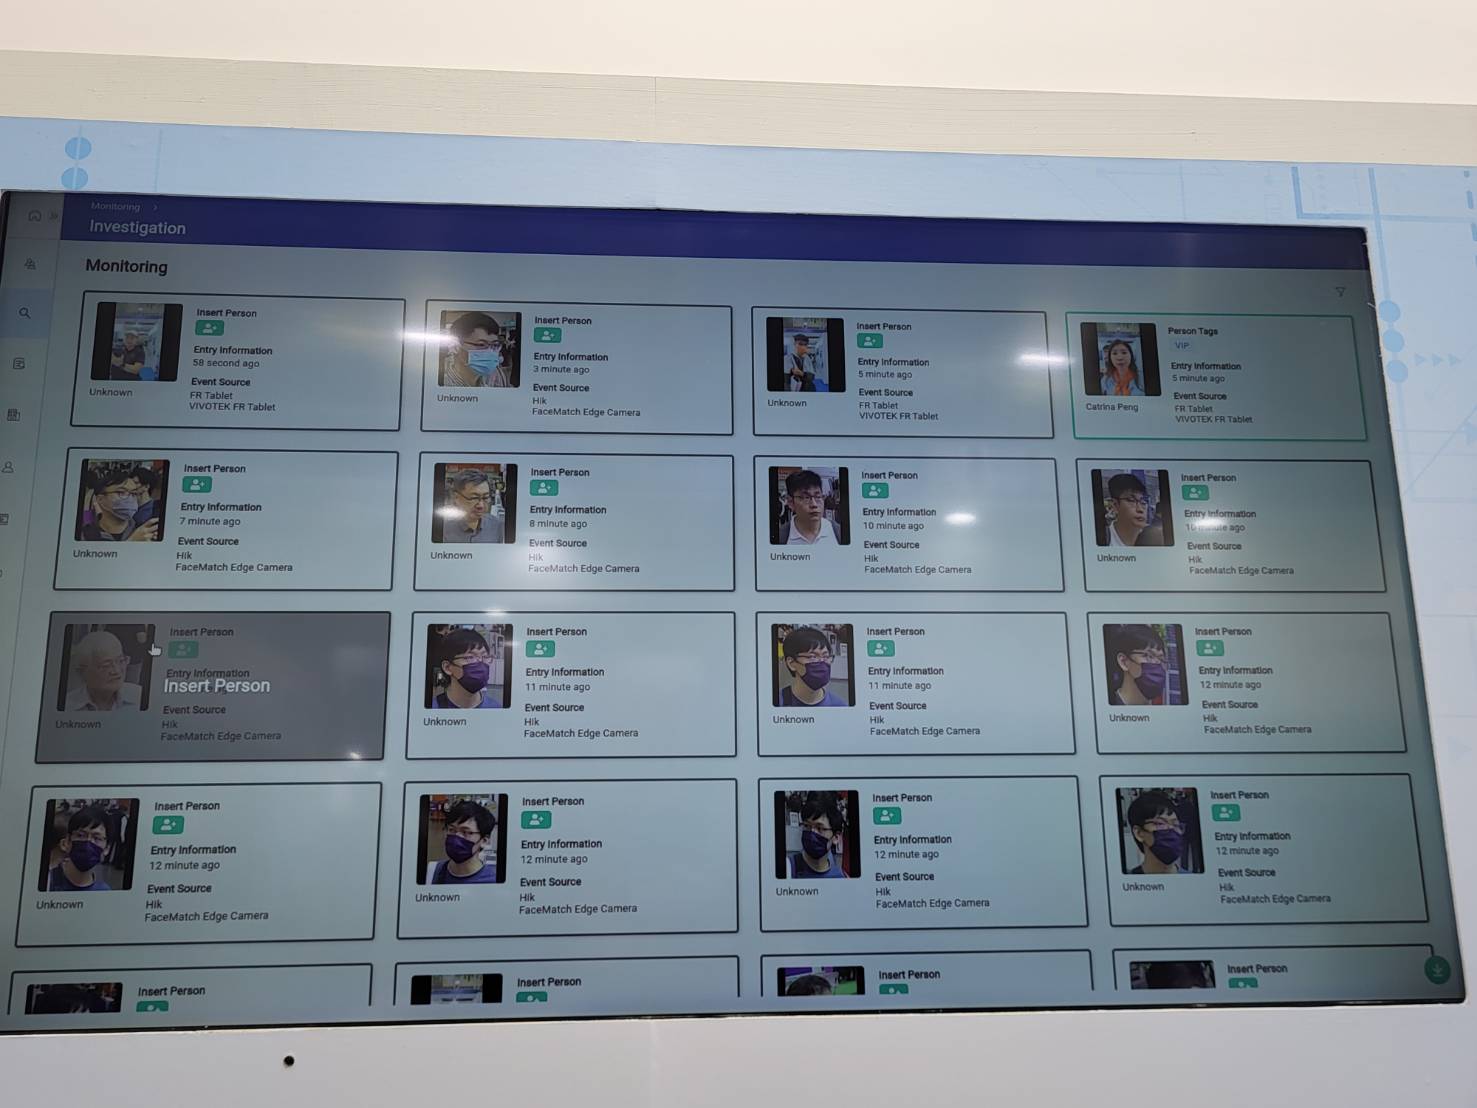 Monitoring >
Investigation
Monitoring
Insert Person
Entry Information
58 second ago
Event Source
FR Tablet
VIVOTEK FR Tablet
Unknown
Insert Person
Entry Information
3 minute ago
Event Source
Hik
FaceMatch Edge Camera
Unknown
Insert Person
Entry Information
5 minute ago
Event Source
FR Tablet
VIVOTEK FR Tablet
Unknown
Person Tags
VIP
Entry Information
5 minute ago
Event Source
FR Tablet
VIVOTEK FR Tablet
Catrina Peng
Insert Person
Entry Information
7 minute ago
Event Source
Hik
FaceMatch Edge Camera
Unknown
Insert Person
Entry Information
8 minute ago
Event Source
Hik
FaceMatch Edge Camera
Unknown
Insert Person
Entry Information
10 minute ago
Event Source
Hik
FaceMatch Edge Camera
Unknown
Insert Person
Entry Information
10 minute ago
Event Source
Hik
FaceMatch Edge Camera
Unknown
Insert Person
Entry Information
Insert Person
Event Source
Hik
FaceMatch Edge Camera
Unknown
Insert Person
Entry Information
11 minute ago
Event Source
Hik
FaceMatch Edge Camera
Unknown
Insert Person
Entry Information
11 minute ago
Event Source
Hik
FaceMatch Edge Camera
Unknown
Insert Person
Entry Information
12 minute ago
Event Source
Hik
FaceMatch Edge Camera
Unknown
Insert Person
Entry Information
12 minute ago
Event Source
Hik
FaceMatch Edge Camera
Unknown
Insert Person
Entry Information
12 minute ago
Event Source
Hik
FaceMatch Edge Camera
Unknown
Insert Person
Entry Information
12 minute ago
Event Source
Hik
FaceMatch Edge Camera
Unknown
Insert Person
Entry Information
12 minute ago
Event Source
Hik
FaceMatch Edge Camera
Unknown
Insert Person
Insert Person
Insert Person
Insert Person